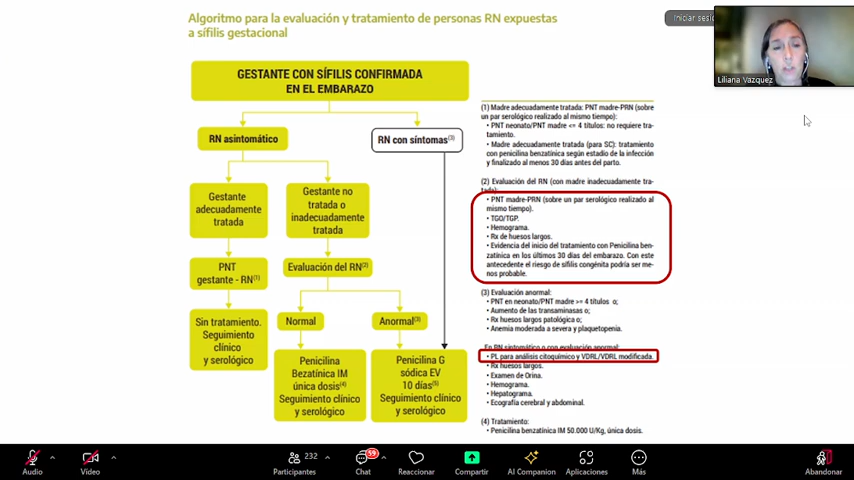 Algoritmo para la evaluación y tratamiento de personas RN expuestas
a sífilis gestacional
Iniciar sesió
Liliana Vazquez
GESTANTE CON SÍFILIS CONFIRMADA
EN EL EMBARAZO
RN asintomático
RN con síntomas(3)
Gestante
adecuadamente
tratada
Gestante no
tratada o
inadecuadamente
tratada
PNT
gestante - RN(1)
Evaluación del RN(2)
Sin tratamiento.
Seguimiento
clínico
y serológico
Normal
Anormal(3)
Penicilina
Bezatínica IM
única dosis(4)
Seguimiento clínico
y serológico
Penicilina G
sódica EV
10 días(5)
Seguimiento clínico
y serológico
(1) Madre adecuadamente tratada: PNT madre-PRN (sobre
un par serológico realizado al mismo tiempo):
• PNT neonato/PNT madre <= 4 títulos: no requiere tra-
tamiento.
• Madre adecuadamente tratada (para SC): tratamiento
con penicilina benzatínica según estadio de la infección
y finalizado al menos 30 días antes del parto.
(2) Evaluación del RN (con madre inadecuadamente tra-
tada):
• PNT madre-PRN (sobre un par serológico realizado al
mismo tiempo).
• TGO/TGP.
• Hemograma.
• Rx de huesos largos.
• Evidencia del inicio del tratamiento con Penicilina ben-
zatínica en los últimos 30 días del embarazo. Con este
antecedente el riesgo de sífilis congénita podría ser me-
nos probable.
(3) Evaluación anormal:
• PNT en neonato/PNT madre >= 4 títulos o;
• Aumento de las transaminasas o;
• Rx huesos largos patológica o;
• Anemia moderada a severa y plaquetopenia.
En RN sintomático o con evaluación anormal:
• PL para análisis citoquímico y VDRL/VDRL modificada.
• Rx huesos largos.
• Examen de Orina.
• Hemograma.
• Hepatograma.
• Ecografía cerebral y abdominal.
(4) Tratamiento:
• Penicilina benzatínica IM 50.000 U/Kg, única dosis.
Audio
Vídeo
232
Participantes
59
Chat
Reaccionar
Compartir
AI Companion
Aplicaciones
Más
Abandonar